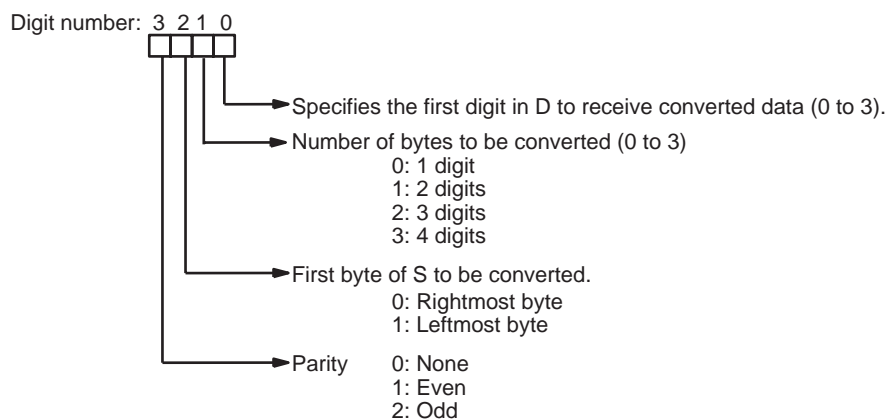 Digit number: 3 2 1 0
Specifies the first digit in D to receive converted data (0 to 3).
Number of bytes to be converted (0 to 3)
0: 1 digit
1: 2 digits
2: 3 digits
3: 4 digits
First byte of S to be converted.
0: Rightmost byte
1: Leftmost byte
Parity 0: None
1: Even
2: Odd